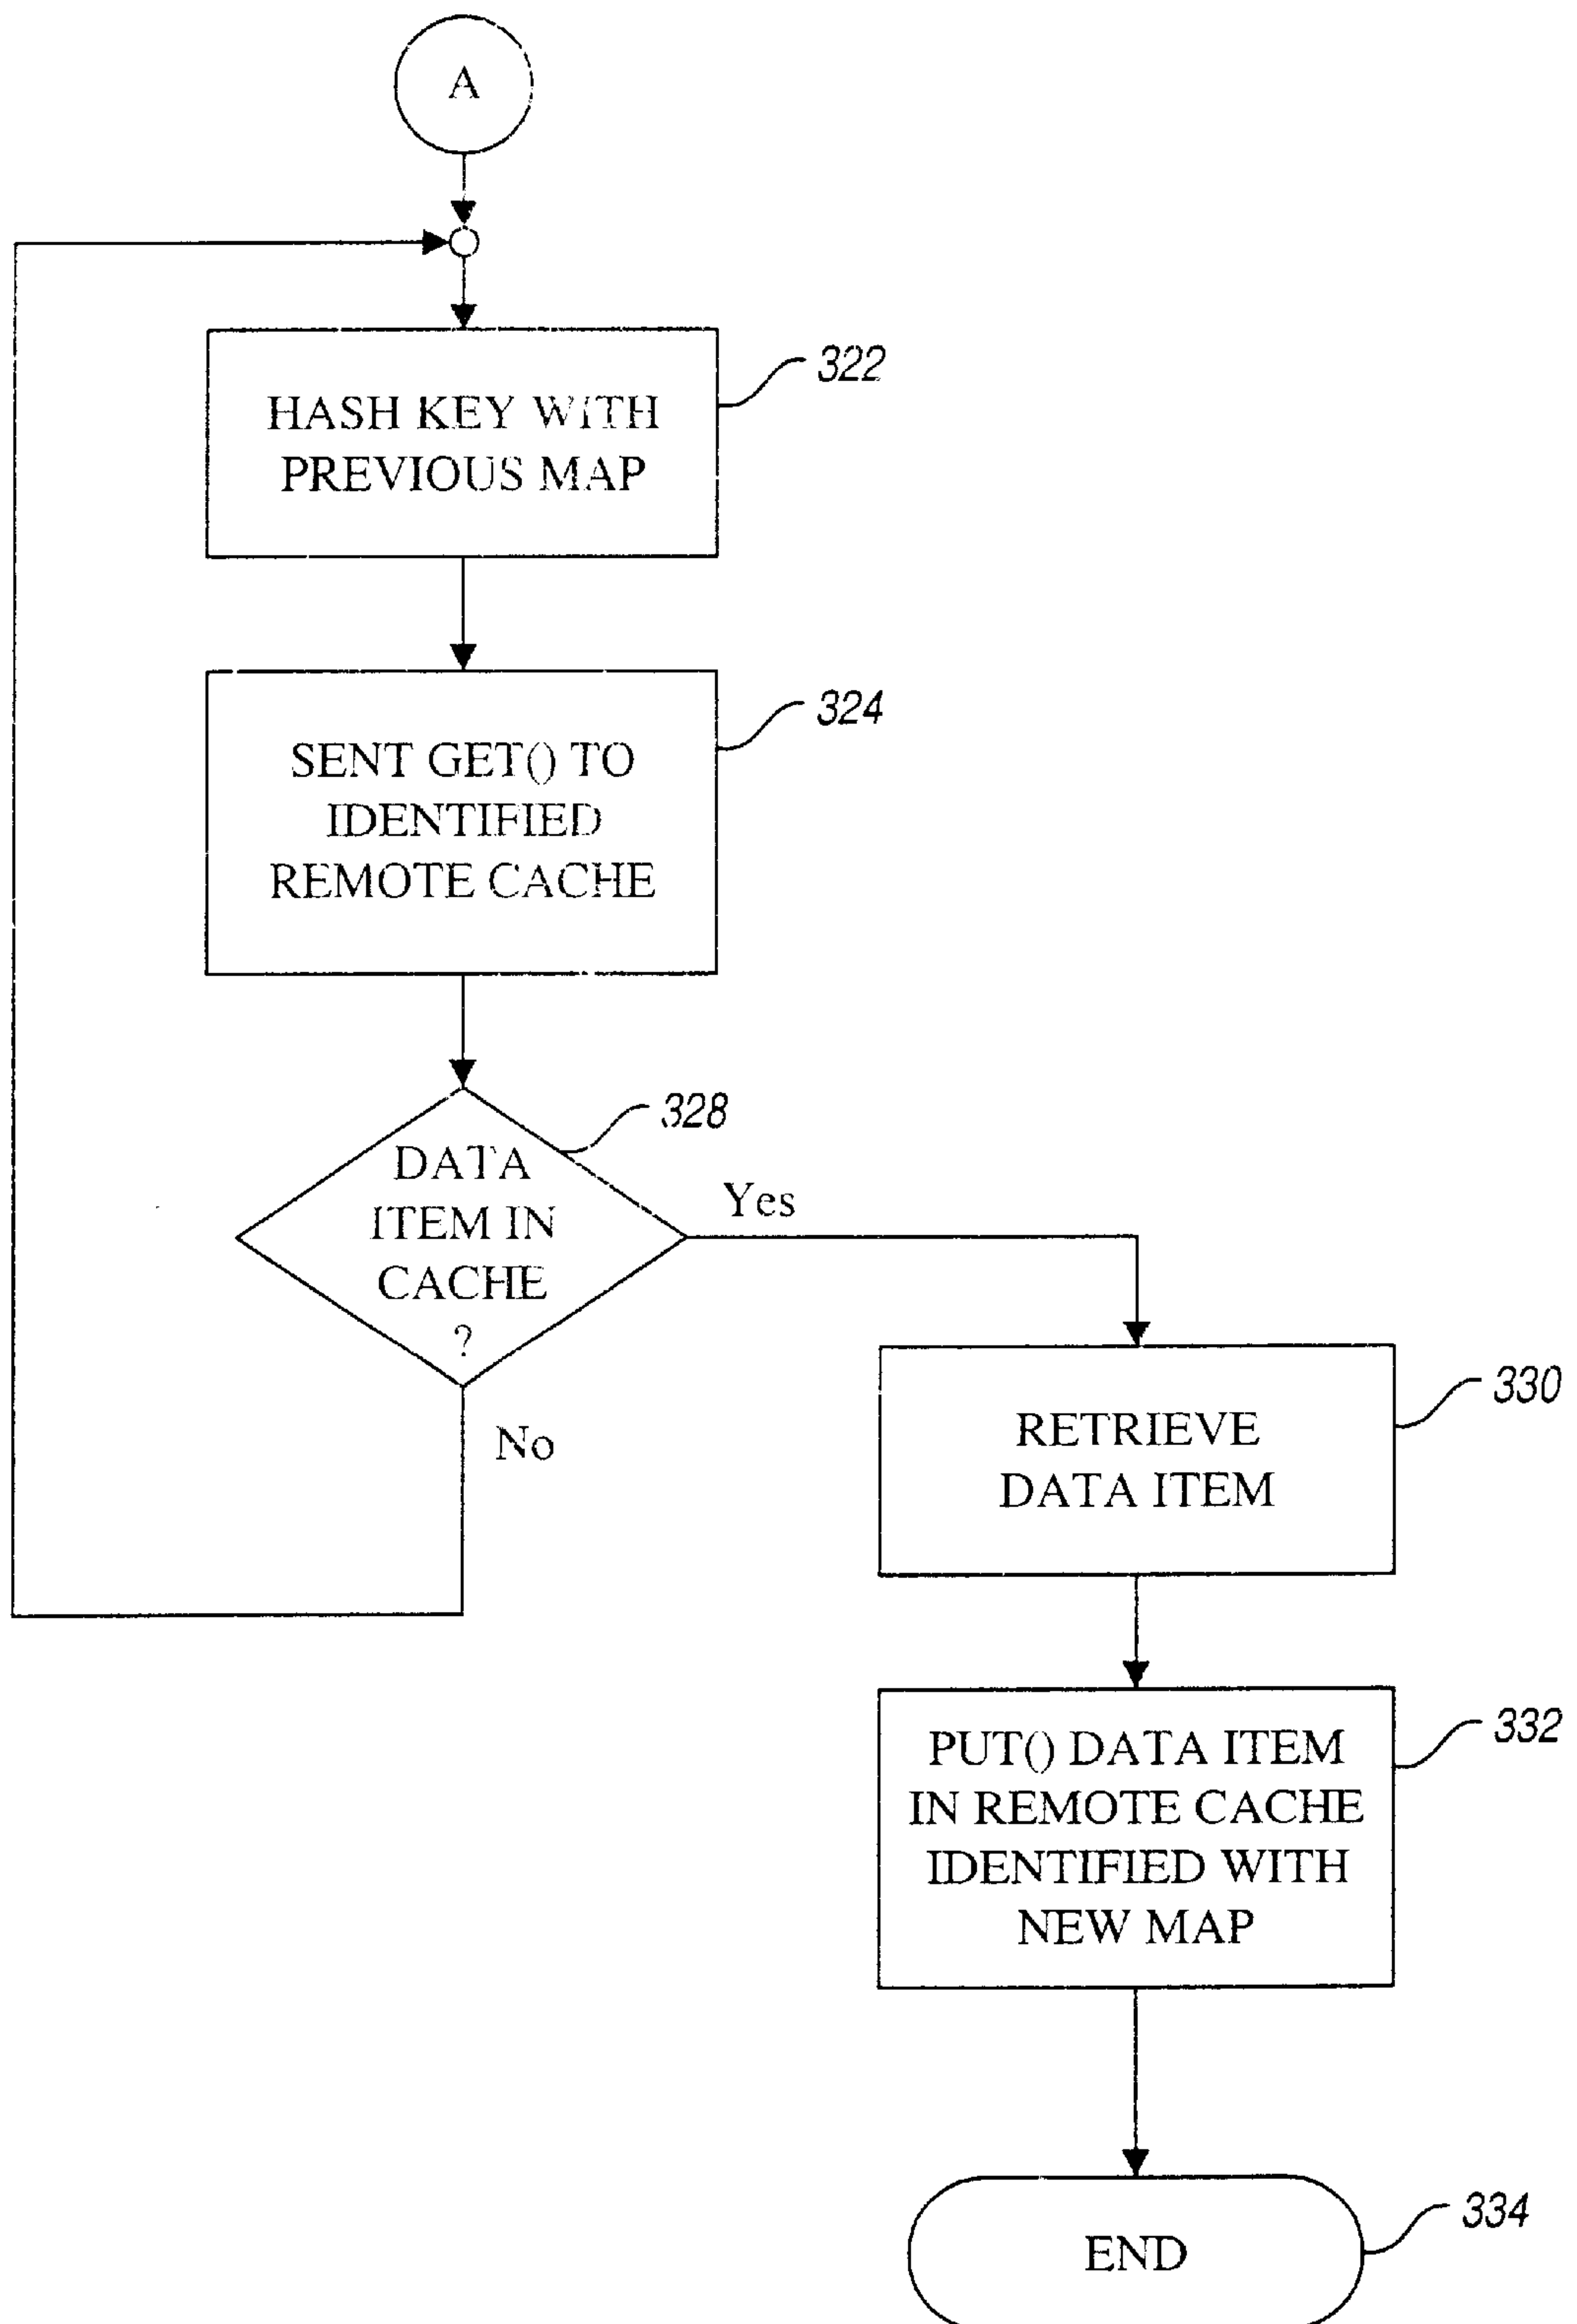 A
322
HASH KEY WITH
PREVIOUS MAP
324
SENT GET() TO
IDENTIFIED
REMOTE CACHE
328
DATA
ITEM IN
CACHE
?
Yes
No
330
RETRIEVE
DATA ITEM
332
PUT() DATA ITEM
IN REMOTE CACHE
IDENTIFIED WITH
NEW MAP
334
END